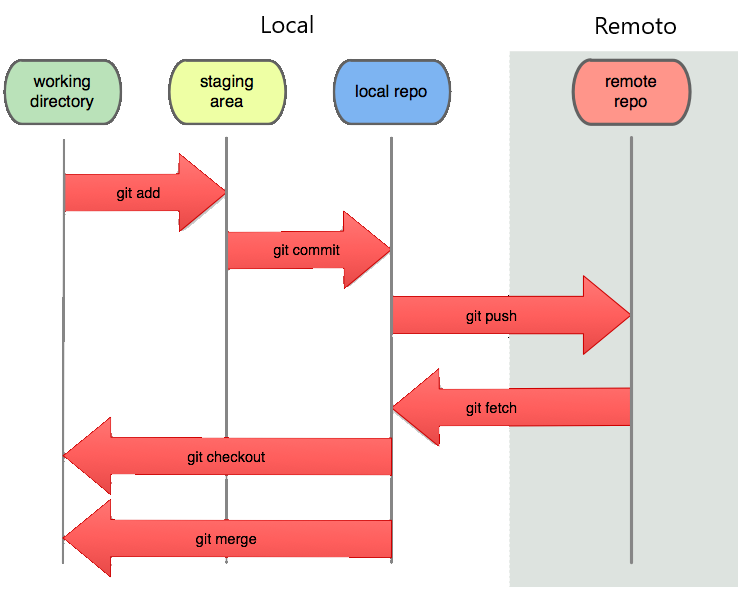 Local
Remoto
working
directory
staging
area
local repo
remote
repo
git add
git commit
git push
git fetch
git checkout
git merge